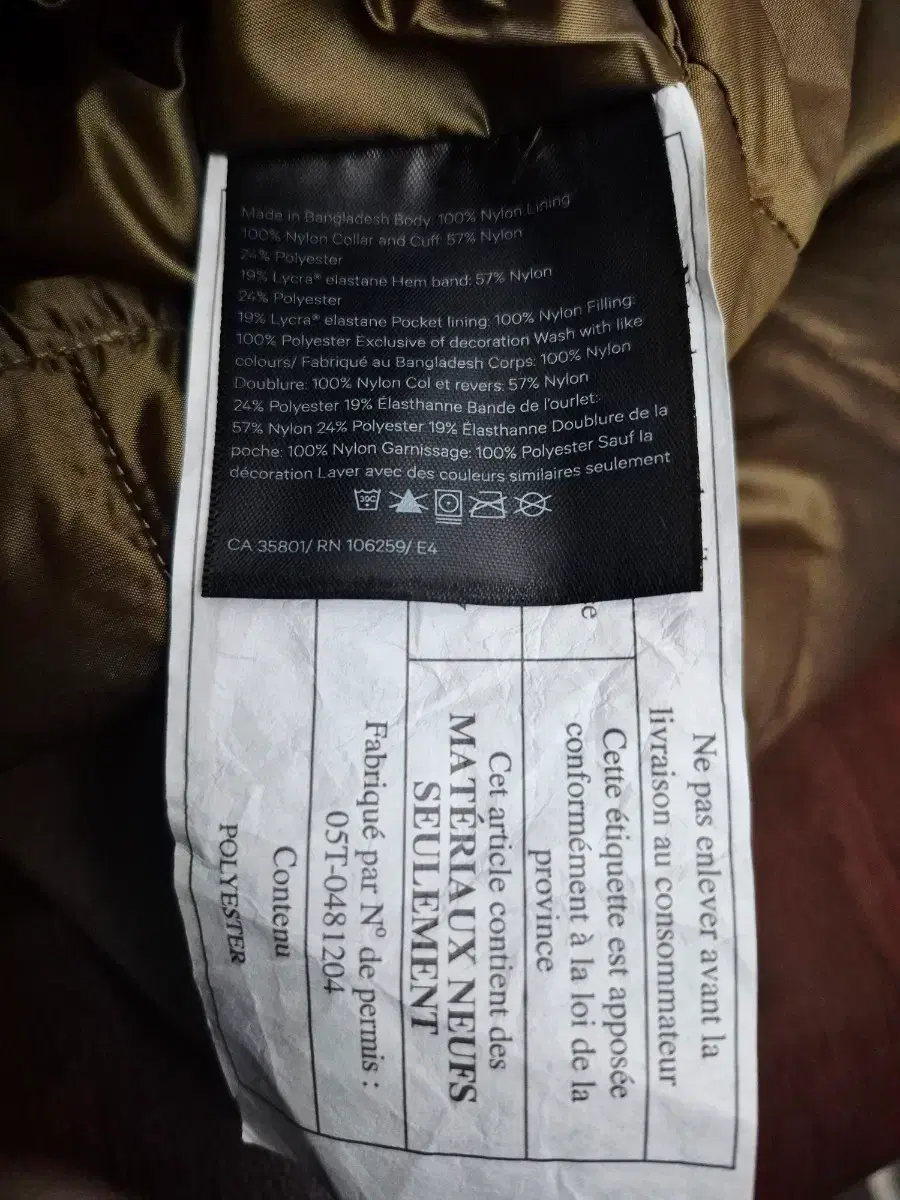 Made in Bangladesh Body: 100% Nylon Lining:
100% Nylon Collar and Cuff: 57% Nylon
24% Polyester
19% Lycra® elastane Hem band: 57% Nylon
24% Polyester
19% Lycra® elastane Pocket lining: 100% Nylon Filling:
100% Polyester Exclusive of decoration Wash with like
colours/ Fabriqué au Bangladesh Corps: 100% Nylon
Doublure: 100% Nylon Col et revers: 57% Nylon
24% Polyester 19% Élasthanne Bande de l'ourlet:
57% Nylon 24% Polyester 19% Élasthanne Doublure de la
poche: 100% Nylon Garnissage: 100% Polyester Sauf la
décoration Laver avec des couleurs similaires seulement
30C
CA 35801/ RN 106259/ E4
Ne pas enlever avant la
livraison au consommateur
Cette étiquette est apposée
conformément à la loi de la
province
Cet article contient des
MATÉRIAUX NEUFS
SEULEMENT
Fabriqué par Nº de permis :
05T-0481204
Contenu
POLYESTER